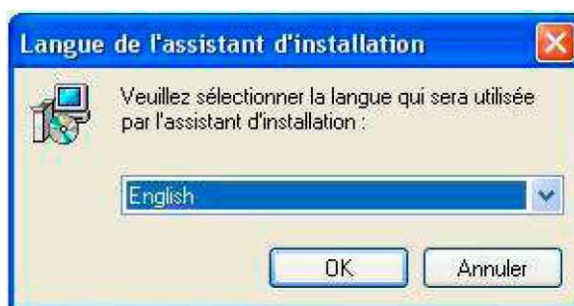 Langue de l'assistant d'installation
Veuillez sélectionner la langue qui sera utilisée
par l'assistant d'installation :
English
OK
Annuler